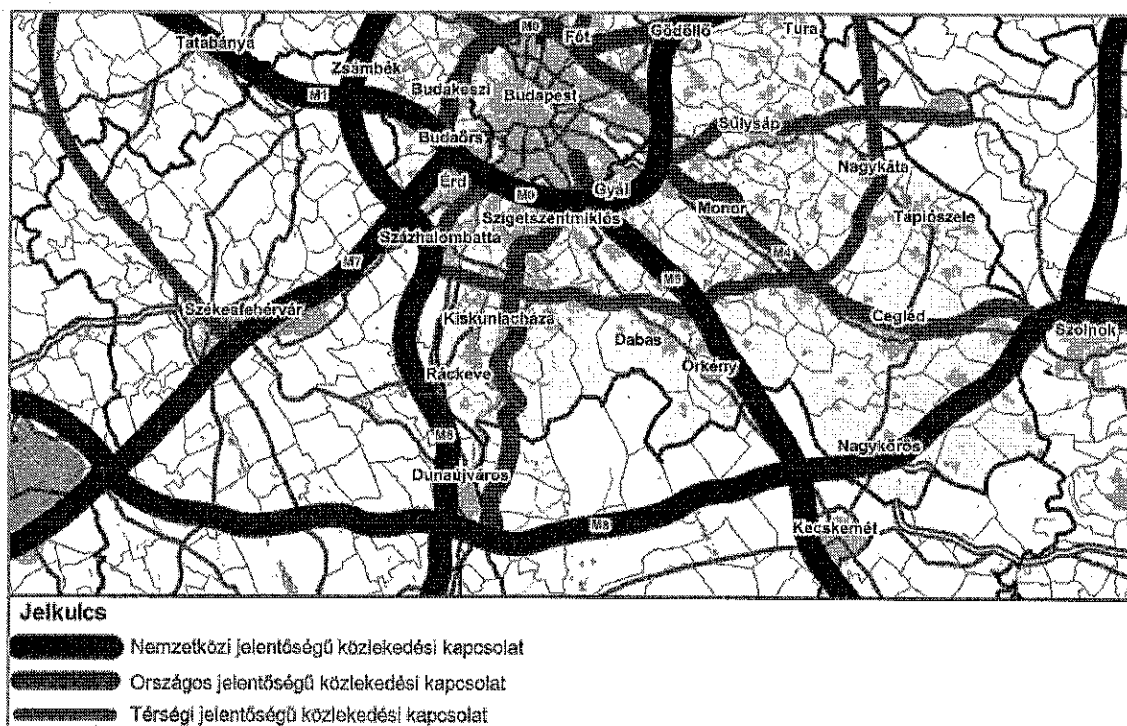 M0
Tatabánya
Fót
Gödöllő
Tura
Zsámbék
M1
Budakeszi
Budapest
Budaörs
Sülysáp
Nagykáta
Érd
M0
Gyál
Monor
Tápiószele
Szigetszentmiklós
Százhalombatta
M7
M4
M5
Székesfehérvár
Kiskunlacháza
Cegléd
Szolnok
Dabas
Ráckeve
Örkény
M6
Nagykőrös
Dunaújváros
M8
Kecskemét
Jelkulcs
Nemzetközi jelentőségű közlekedési kapcsolat
Országos jelentőségű közlekedési kapcsolat
Térségi jelentőségű közlekedési kapcsolat